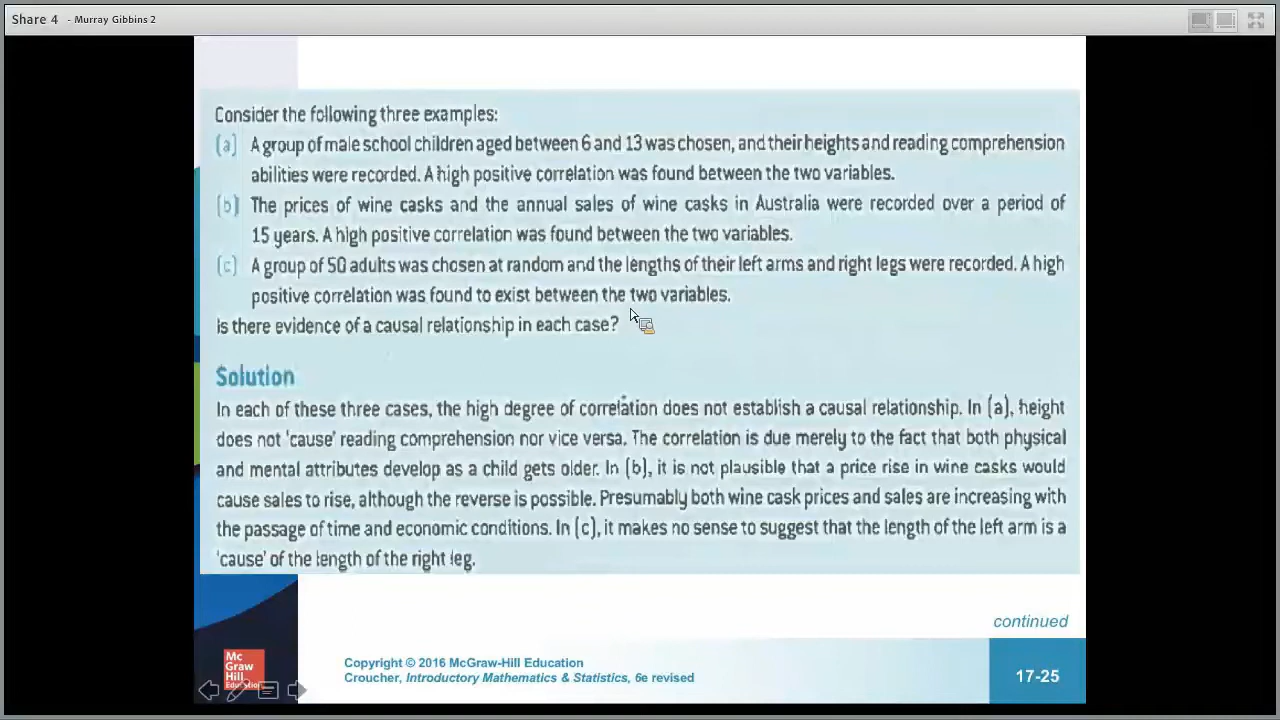 Share 4 - Murray Gibbins 2
Consider the following three examples:
(a) A group of male school children aged between 6 and 13 was chosen, and their heights and reading comprehension
abilities were recorded. A high positive correlation was found between the two variables.
(b) The prices of wine casks and the annual sales of wine casks in Australia were recorded over a period of
15 years. A high positive correlation was found between the two variables.
(c) A group of 50 adults was chosen at random and the lengths of their left arms and right legs were recorded. A high
positive correlation was found to exist between the two variables.
Is there evidence of a causal relationship in each case?
Solution
In each of these three cases, the high degree of correlation does not establish a causal relationship. In (a), height
does not 'cause' reading comprehension nor vice versa. The correlation is due merely to the fact that both physical
and mental attributes develop as a child gets older. In (b), it is not plausible that a price rise in wine casks would
cause sales to rise, although the reverse is possible. Presumably both wine cask prices and sales are increasing with
the passage of time and economic conditions. In (c), it makes no sense to suggest that the length of the left arm is a
'cause' of the length of the right leg.
continued
Mc
Graw
Hill
Education
Copyright © 2016 McGraw-Hill Education
Croucher, Introductory Mathematics & Statistics, 6e revised
17-25